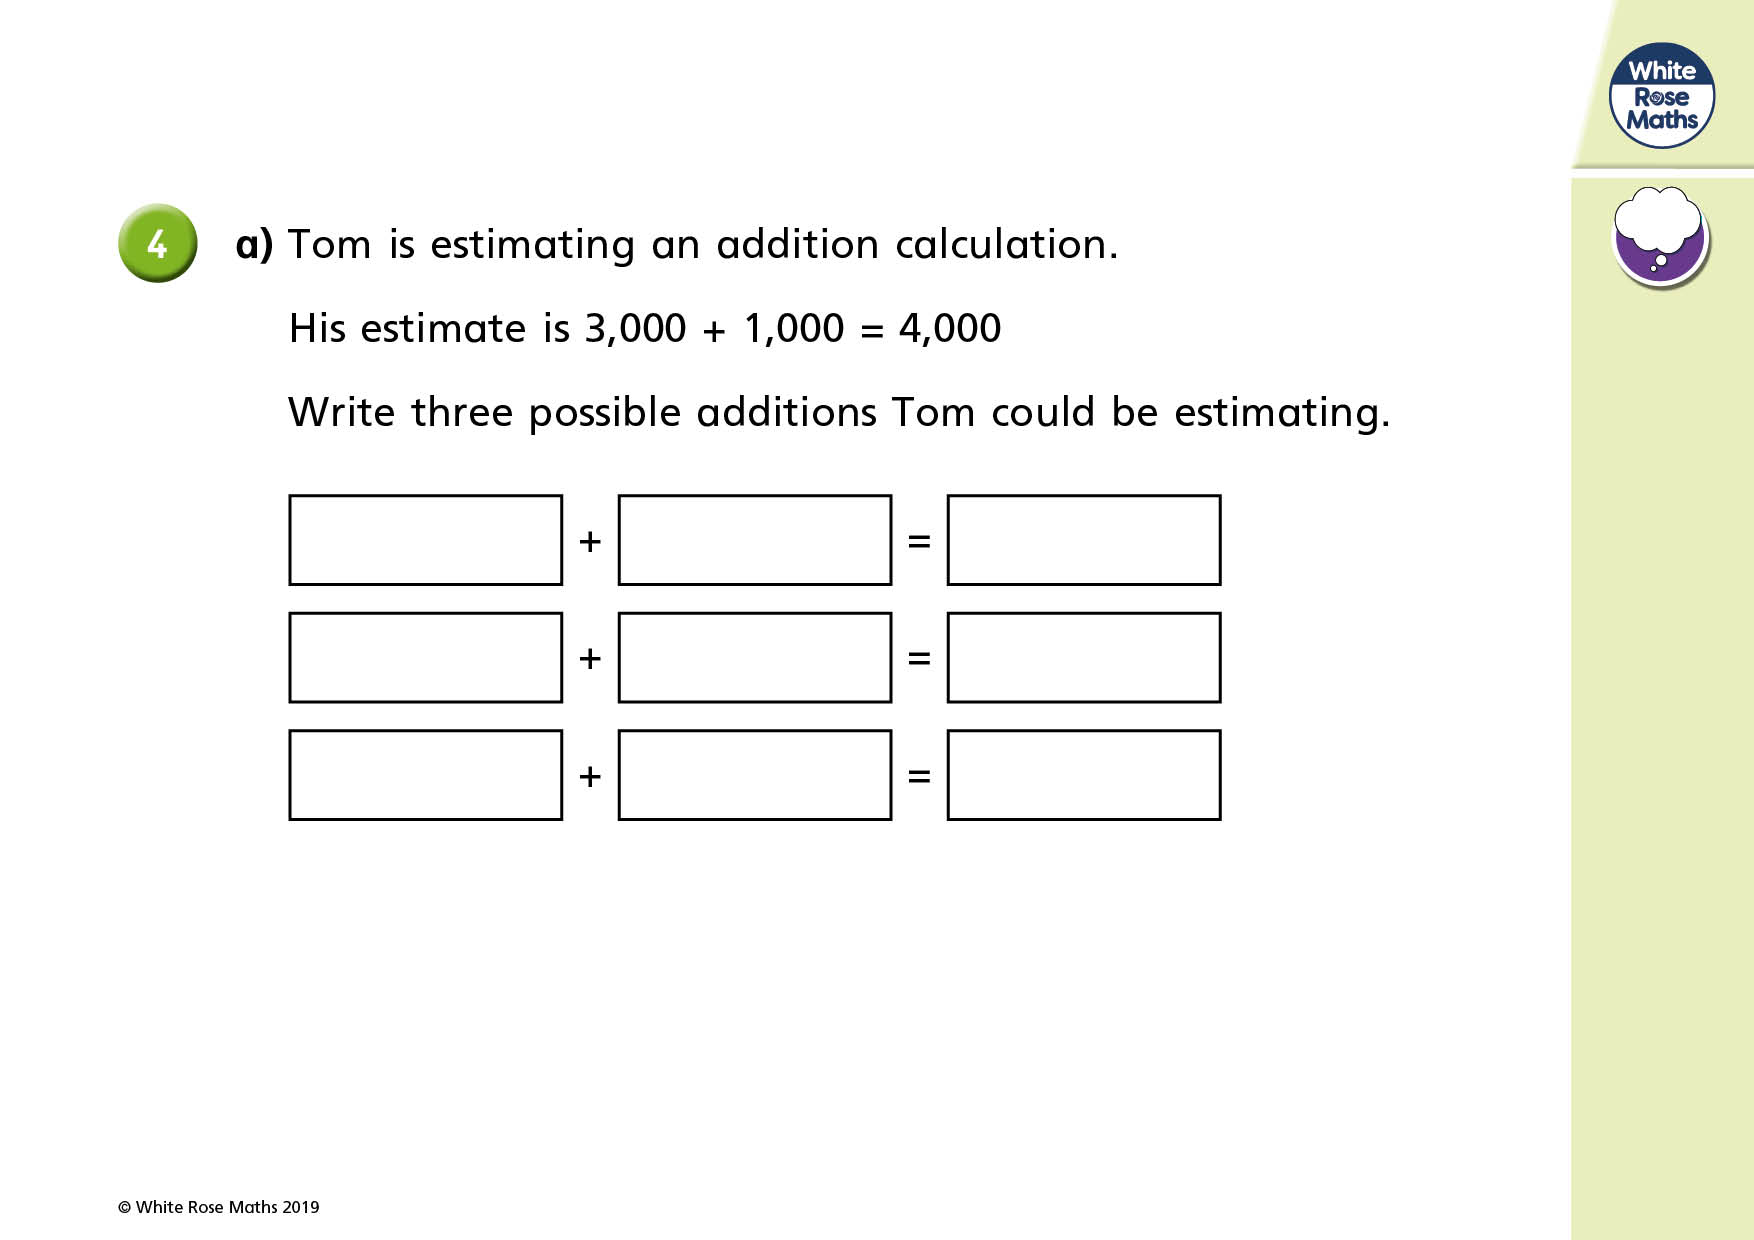 White
Rose
Maths
4 a) Tom is estimating an addition calculation.
His estimate is 3,000 + 1,000 = 4,000
Write three possible additions Tom could be estimating.
+ =
+ =
+ =
© White Rose Maths 2019